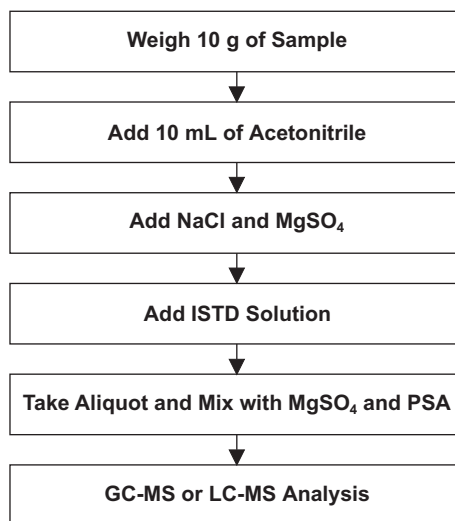 Weigh 10 g of Sample
Add 10 mL of Acetonitrile
Add NaCl and MgSO₄
Add ISTD Solution
Take Aliquot and Mix with MgSO₄ and PSA
GC-MS or LC-MS Analysis